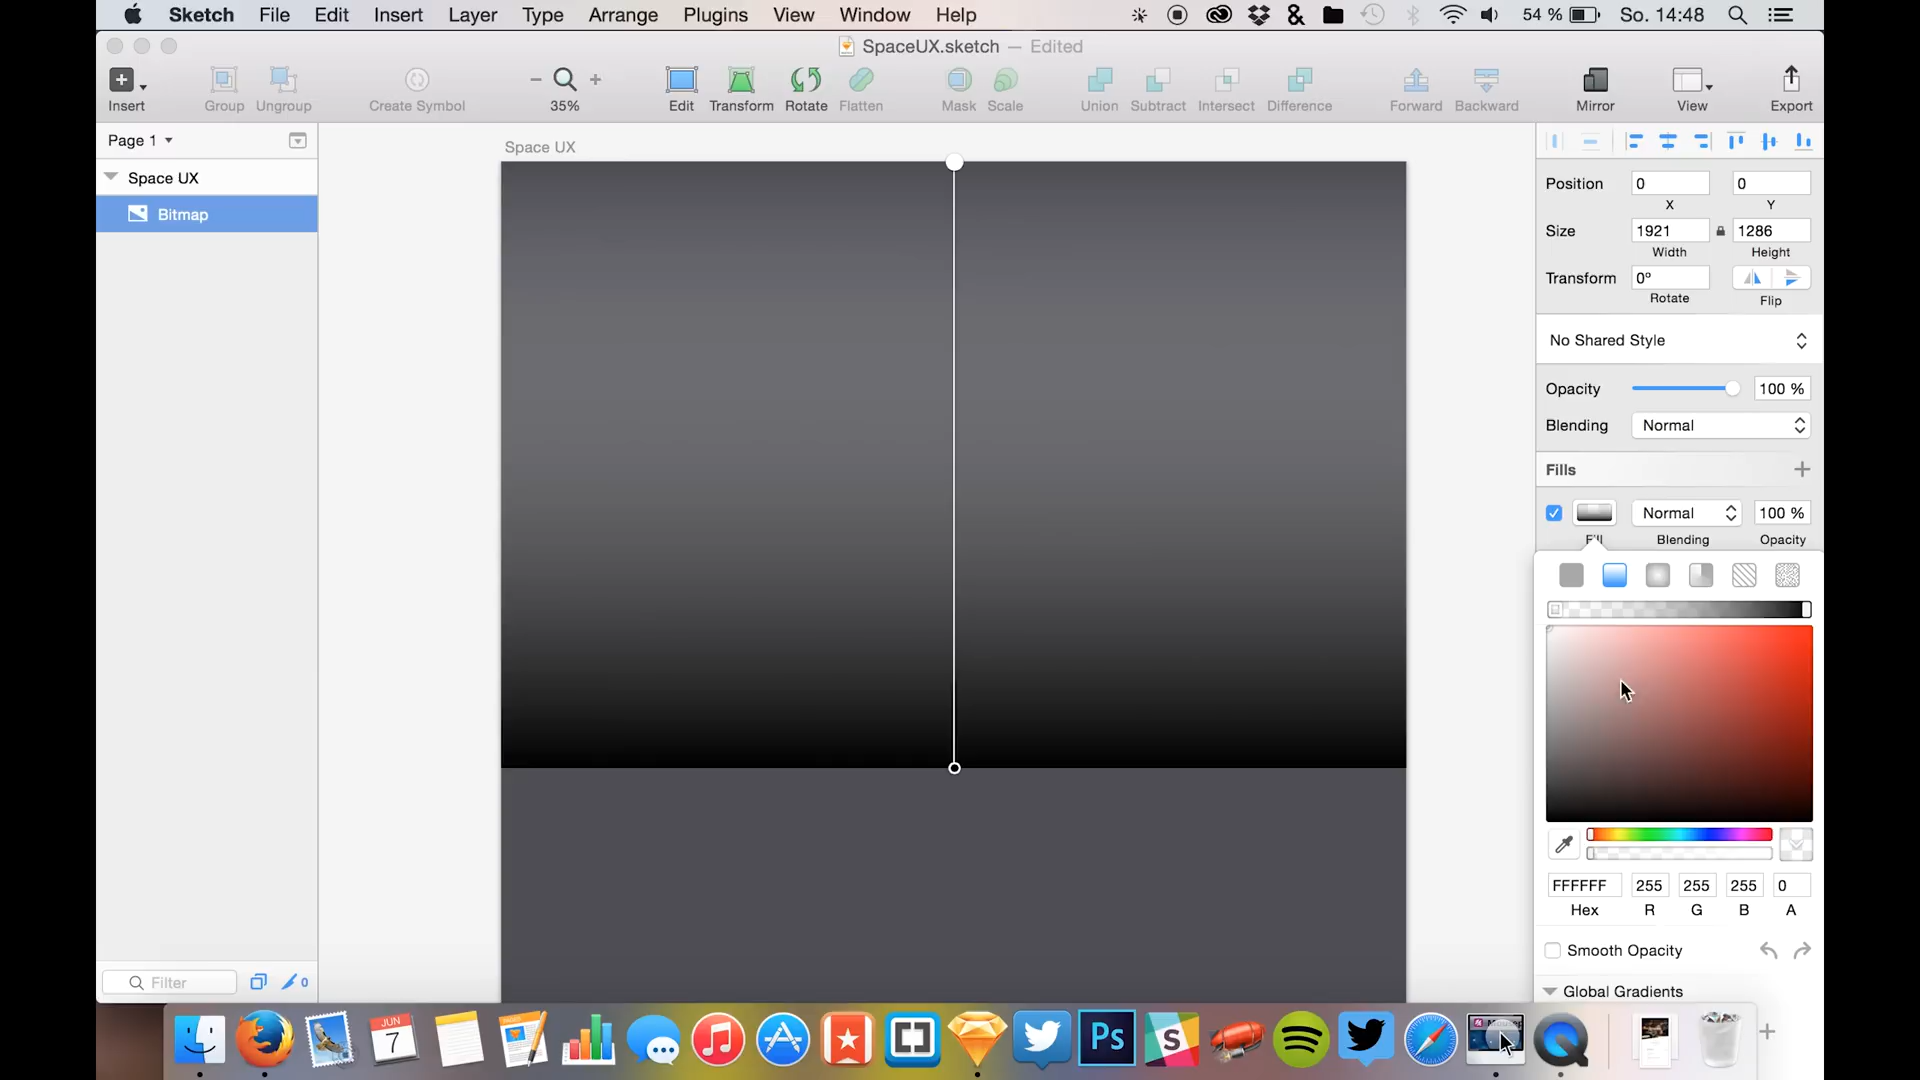 Sketch File Edit Insert Layer Type Arrange Plugins View Window Help 54 % So. 14:48
SpaceUX.sketch — Edited
Insert Group Ungroup Create Symbol 35% Edit Transform Rotate Flatten Mask Scale Union Subtract Intersect Difference Forward Backward Mirror View Export
Page 1
Space UX
Bitmap
Filter 0
Space UX
Position 0 0
X Y
Size 1921 1286
Width Height
Transform 0º
Rotate Flip
No Shared Style
Opacity 100 %
Blending Normal
Fills
Normal 100 %
Fill Blending Opacity
FFFFFF 255 255 255 0
Hex R G B A
Smooth Opacity
Global Gradients
JUN
7
Ps
S